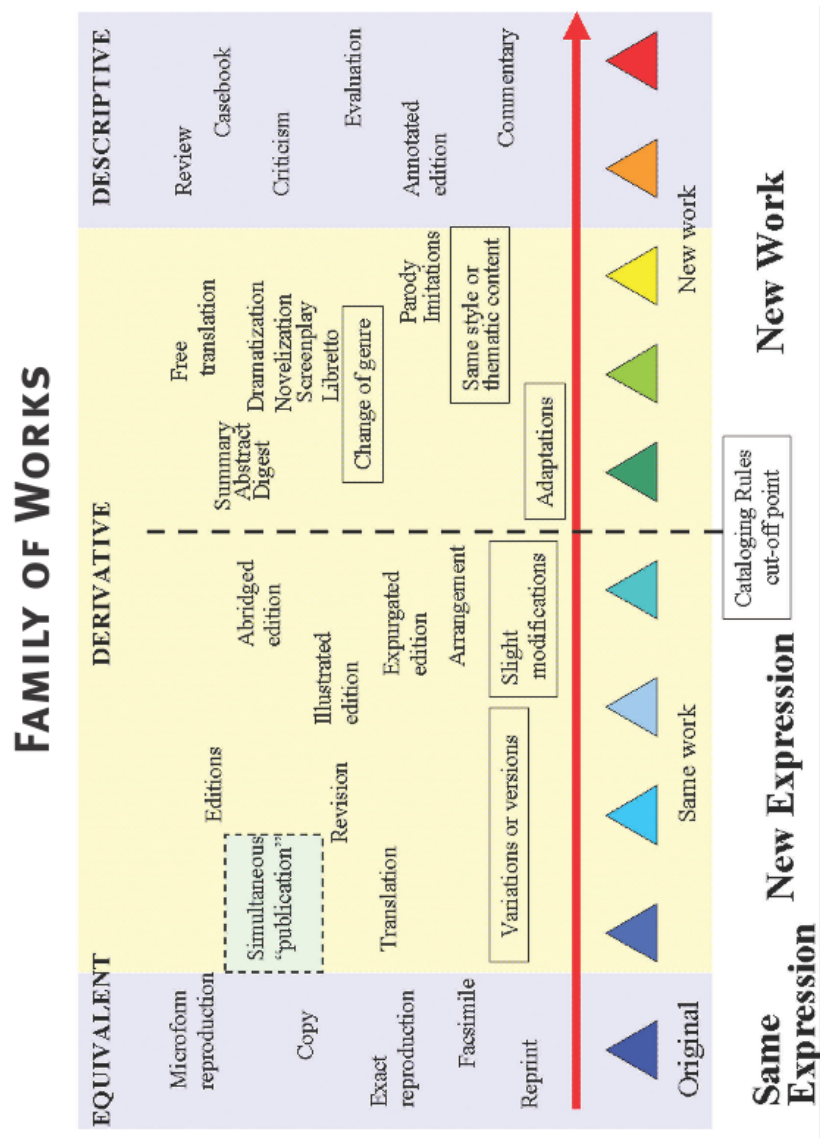 FAMILY OF WORKS
EQUIVALENT
DERIVATIVE
DESCRIPTIVE
Microform
reproduction
Copy
Exact
reproduction
Facsimile
Reprint
Simultaneous
“publication”
Editions
Revision
Translation
Variations or versions
Illustrated
edition
Abridged
edition
Expurgated
edition
Arrangement
Slight
modifications
Summary
Abstract
Digest
Free
translation
Dramatization
Novelization
Screenplay
Libretto
Change of genre
Parody
Imitations
Same style or
thematic content
Adaptations
Review
Casebook
Criticism
Evaluation
Annotated
edition
Commentary
Original
Same work
New work
Same
Expression
New Expression
Cataloging Rules
cut-off point
New Work